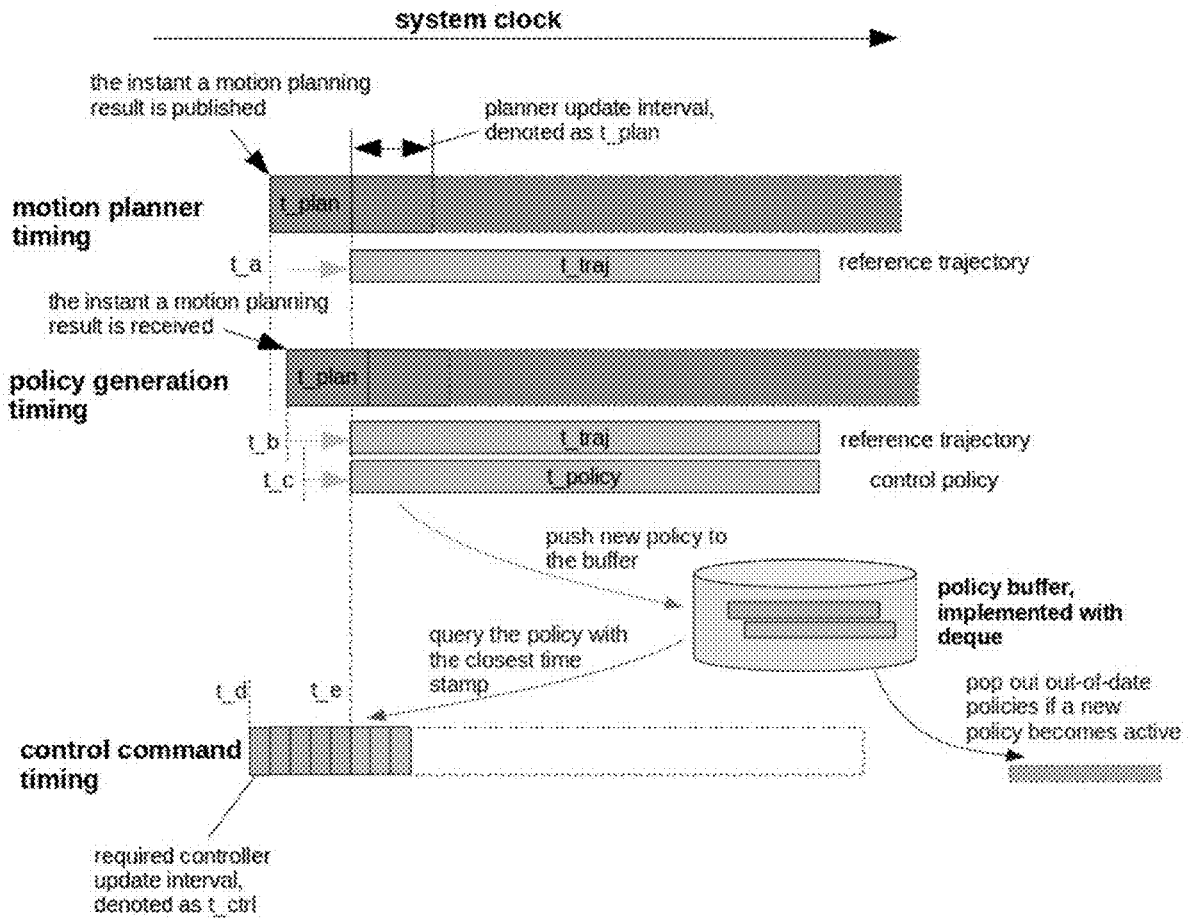 system clock
the instant a motion planning
result is published
planner update interval,
denoted as t_plan
t_plan
motion planner
timing
t_a
t_traj
reference trajectory
the instant a motion planning
result is received
t_plan
policy generation
timing
t_b
t_traj
reference trajectory
t_c
t_policy
control policy
push new policy to
the buffer
policy buffer,
implemented with
deque
query the policy with
the closest time
stamp
t_d
t_e
pop out out-of-date
policies if a new
policy becomes active
control command
timing
required controller
update interval,
denoted as t_ctrl